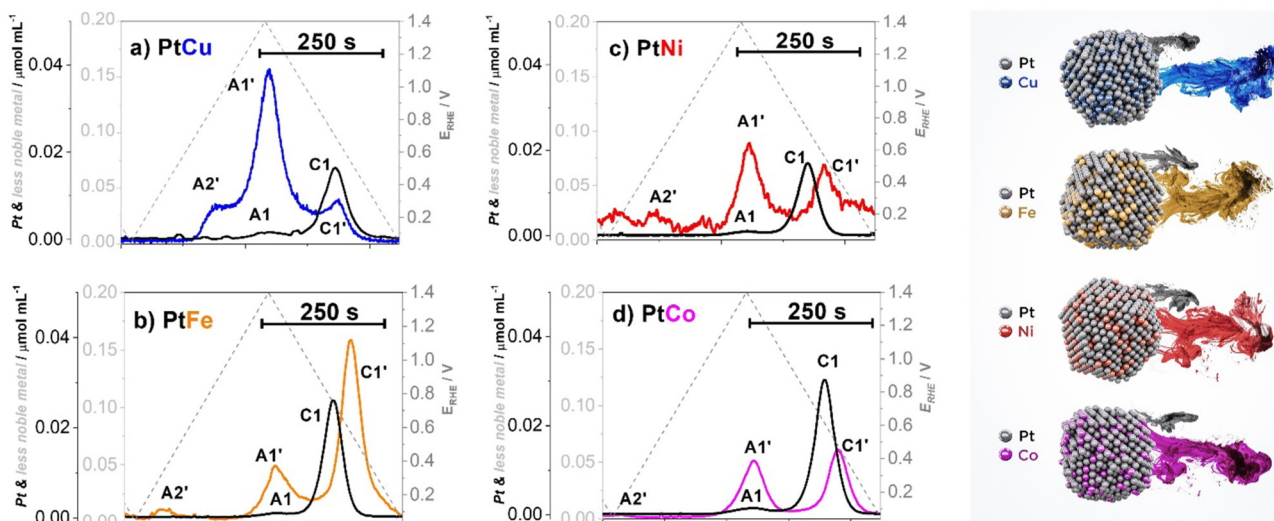 a) PtCu
250 s
A1'
A2'
A1
C1
C1'
0.04
0.02
0.00
0.20
0.15
0.10
0.05
0.00
1.4
1.2
1.0
0.8
0.6
0.4
0.2
Pt & less noble metal / μmol mL⁻¹
E_RHE / V
c) PtNi
250 s
A1'
A2'
A1
C1
C1'
0.04
0.02
0.00
0.20
0.15
0.10
0.05
0.00
1.4
1.2
1.0
0.8
0.6
0.4
0.2
Pt & less noble metal / μmol mL⁻¹
E_RHE / V
b) PtFe
250 s
A2'
A1'
A1
C1
C1'
0.04
0.02
0.00
0.20
0.15
0.10
0.05
0.00
1.4
1.2
1.0
0.8
0.6
0.4
0.2
Pt & less noble metal / μmol mL⁻¹
E_RHE / V
d) PtCo
250 s
A2'
A1'
A1
C1
C1'
0.04
0.02
0.00
0.20
0.15
0.10
0.05
0.00
1.4
1.2
1.0
0.8
0.6
0.4
0.2
Pt & less noble metal / μmol mL⁻¹
E_RHE / V
Pt
Cu
Pt
Fe
Pt
Ni
Pt
Co